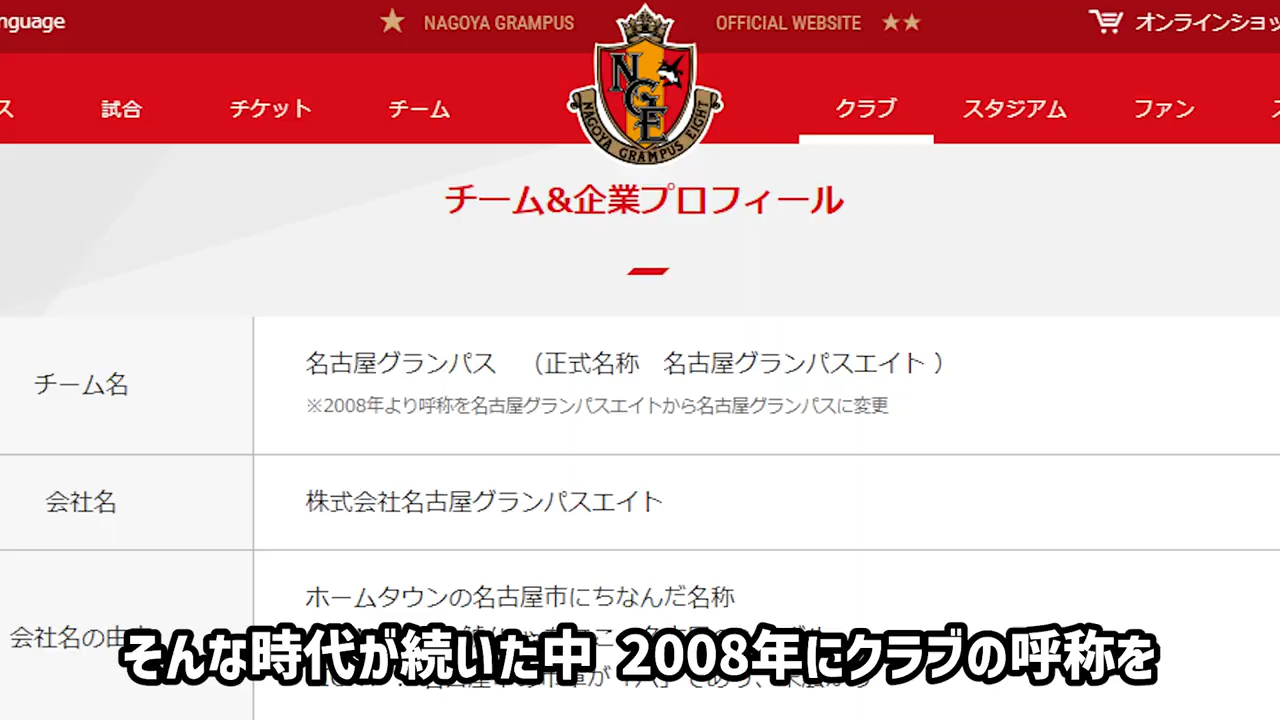 nguage
NAGOYA GRAMPUS
OFFICIAL WEBSITE
オンラインショッ
ス
試合
チケット
チーム
NGE
NAGOYA GRAMPUS EIGHT
クラブ
スタジアム
ファン
チーム&企業プロフィール
チーム名
名古屋グランパス （正式名称 名古屋グランパスエイト ）
※2008年より呼称を名古屋グランパスエイトから名古屋グランパスに変更
会社名
株式会社名古屋グランパスエイト
会社名の由
ホームタウンの名古屋市にちなんだ名称
そんな時代が続いた中 2008年にクラブの呼称を